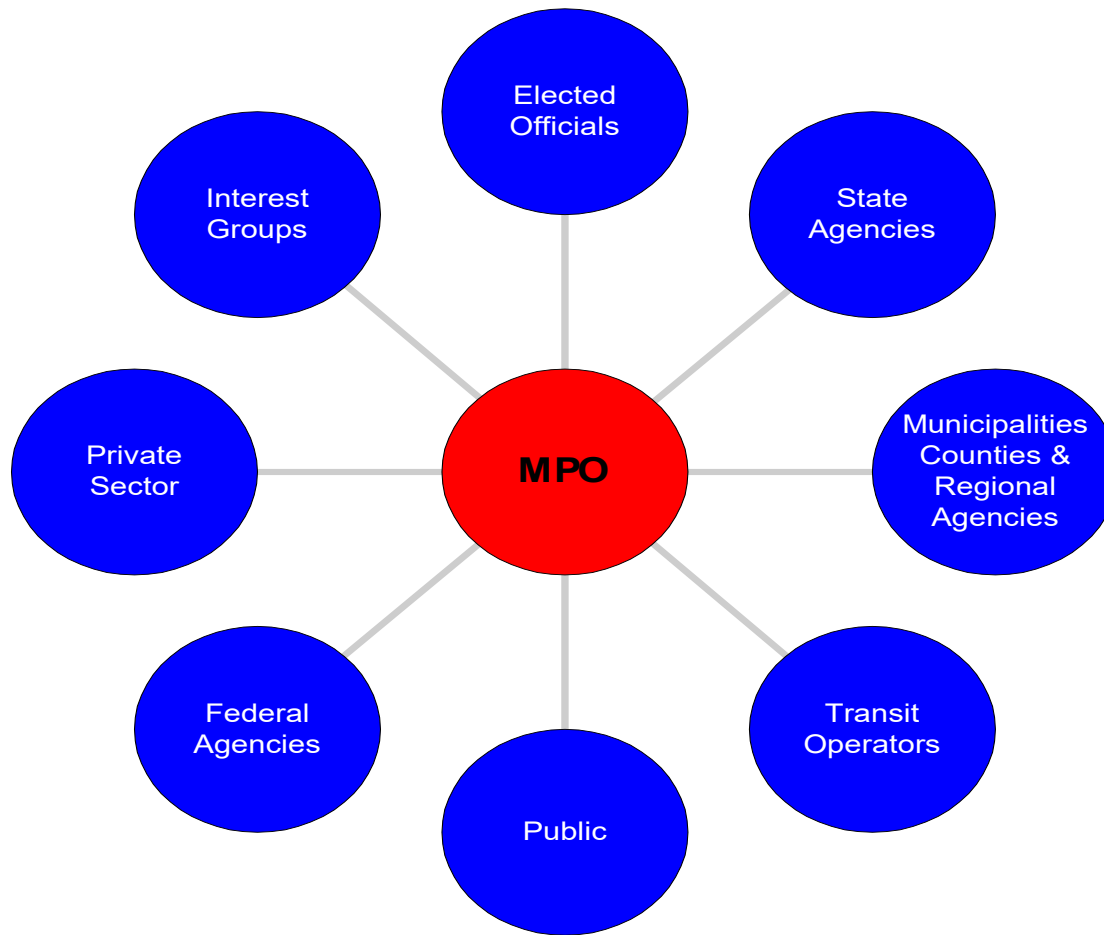 Elected
Officials
Interest
Groups
State
Agencies
Private
Sector
MPO
Municipalities
Counties &
Regional
Agencies
Federal
Agencies
Transit
Operators
Public